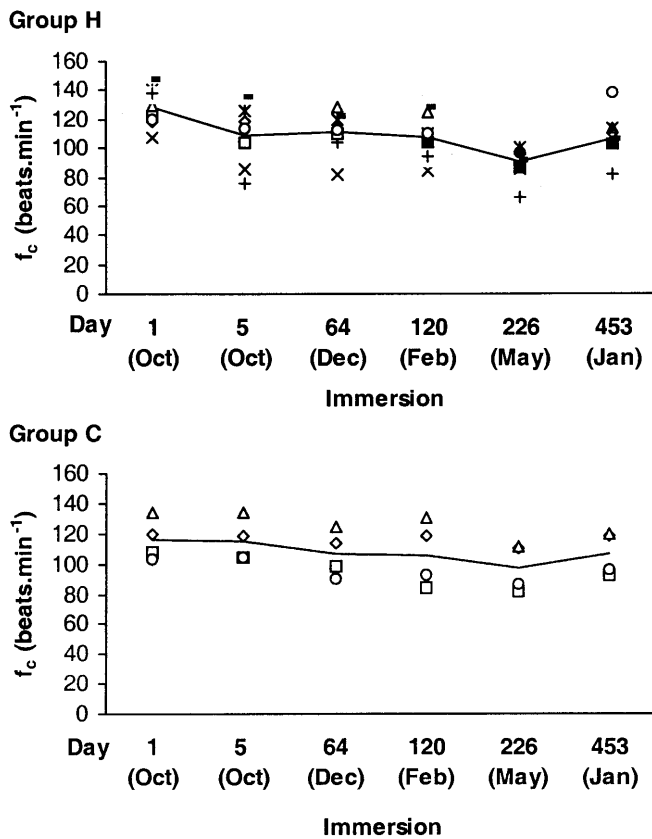 Group H
160
140
120
100
80
60
40
20
0
f_c (beats.min⁻¹)
Day 1 5 64 120 226 453
(Oct) (Oct) (Dec) (Feb) (May) (Jan)
Immersion
Group C
160
140
120
100
80
60
40
20
0
f_c (beats.min⁻¹)
Day 1 5 64 120 226 453
(Oct) (Oct) (Dec) (Feb) (May) (Jan)
Immersion